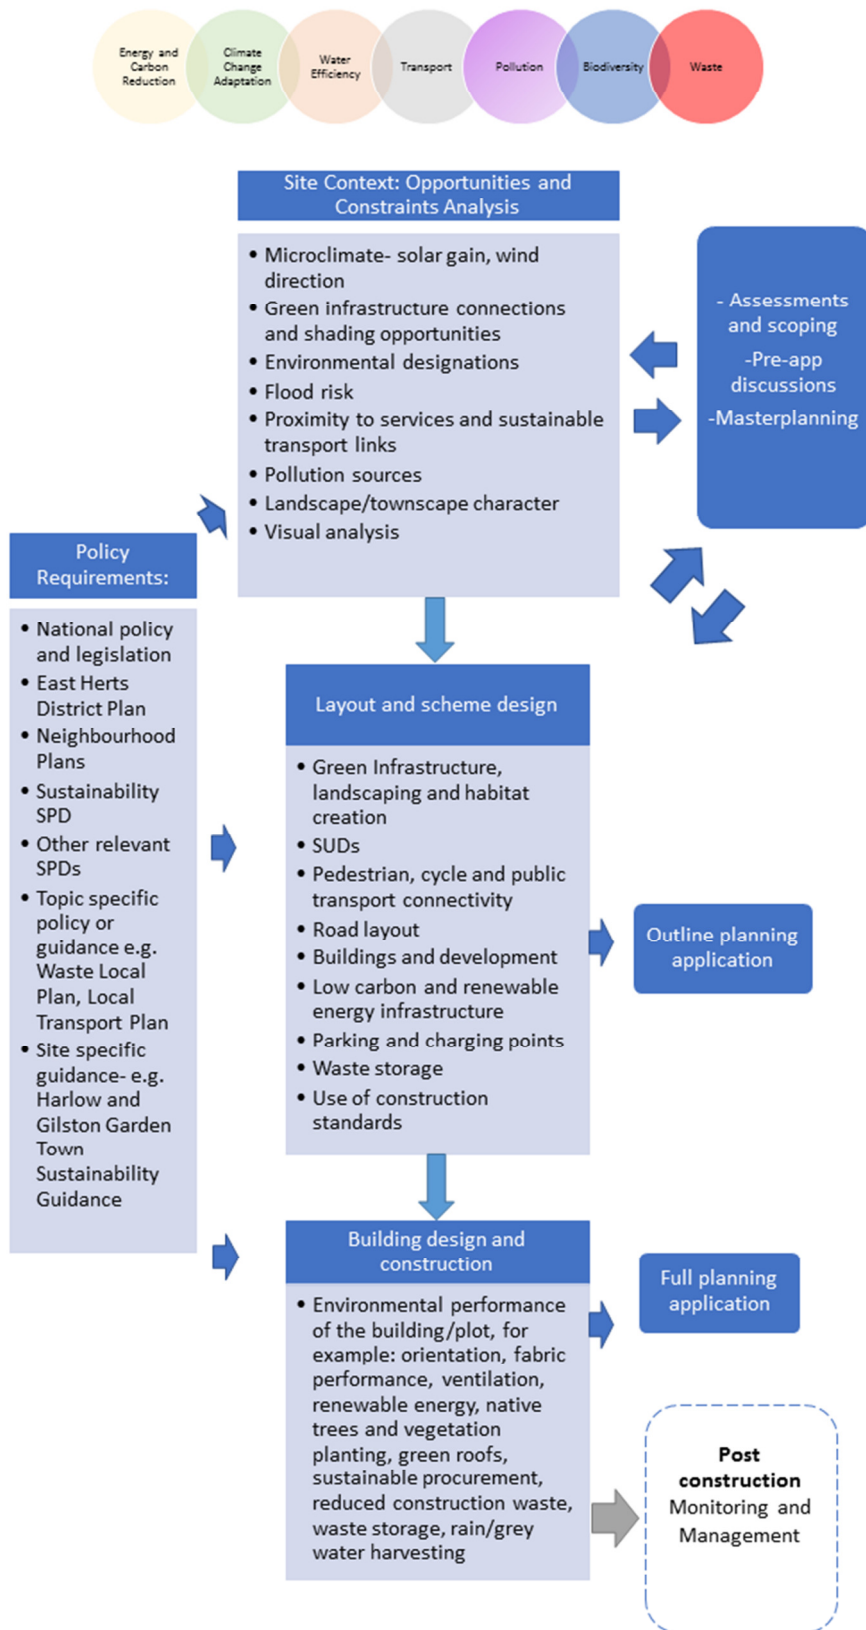 Energy and
Carbon
Reduction
Climate
Change
Adaptation
Water
Efficiency
Transport
Pollution
Biodiversity
Waste
Site Context: Opportunities and
Constraints Analysis
• Microclimate- solar gain, wind
direction
• Green infrastructure connections
and shading opportunities
• Environmental designations
• Flood risk
• Proximity to services and sustainable
transport links
• Pollution sources
• Landscape/townscape character
• Visual analysis
- Assessments
and scoping
-Pre-app
discussions
-Masterplanning
Policy
Requirements:
• National policy
and legislation
• East Herts
District Plan
• Neighbourhood
Plans
• Sustainability
SPD
• Other relevant
SPDs
• Topic specific
policy or
guidance e.g.
Waste Local
Plan, Local
Transport Plan
• Site specific
guidance- e.g.
Harlow and
Gilston Garden
Town
Sustainability
Guidance
Layout and scheme design
• Green Infrastructure,
landscaping and habitat
creation
• SUDs
• Pedestrian, cycle and public
transport connectivity
• Road layout
• Buildings and development
• Low carbon and renewable
energy infrastructure
• Parking and charging points
• Waste storage
• Use of construction
standards
Outline planning
application
Building design and
construction
• Environmental performance
of the building/plot, for
example: orientation, fabric
performance, ventilation,
renewable energy, native
trees and vegetation
planting, green roofs,
sustainable procurement,
reduced construction waste,
waste storage, rain/grey
water harvesting
Full planning
application
Post
construction
Monitoring and
Management